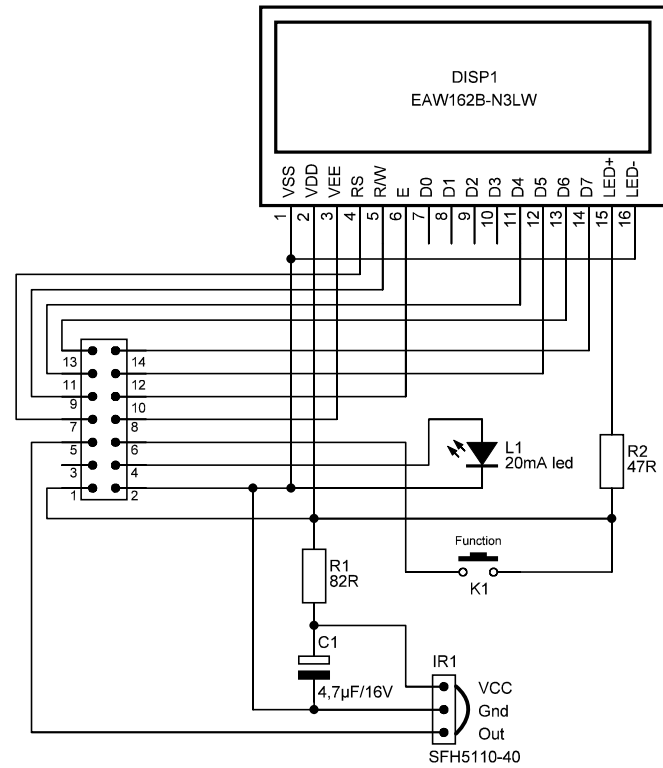 DISP1
EAW162B-N3LW
VSS VDD VEE RS R/W E D0 D1 D2 D3 D4 D5 D6 D7 LED+ LED-
1 2 3 4 5 6 7 8 9 10 11 12 13 14 15 16
13 14
11 12
9 10
7 8
5 6
3 4
1 2
L1
20mA led
R2
47R
Function
K1
R1
82R
C1
4,7µF/16V
IR1
VCC
Gnd
Out
SFH5110-40